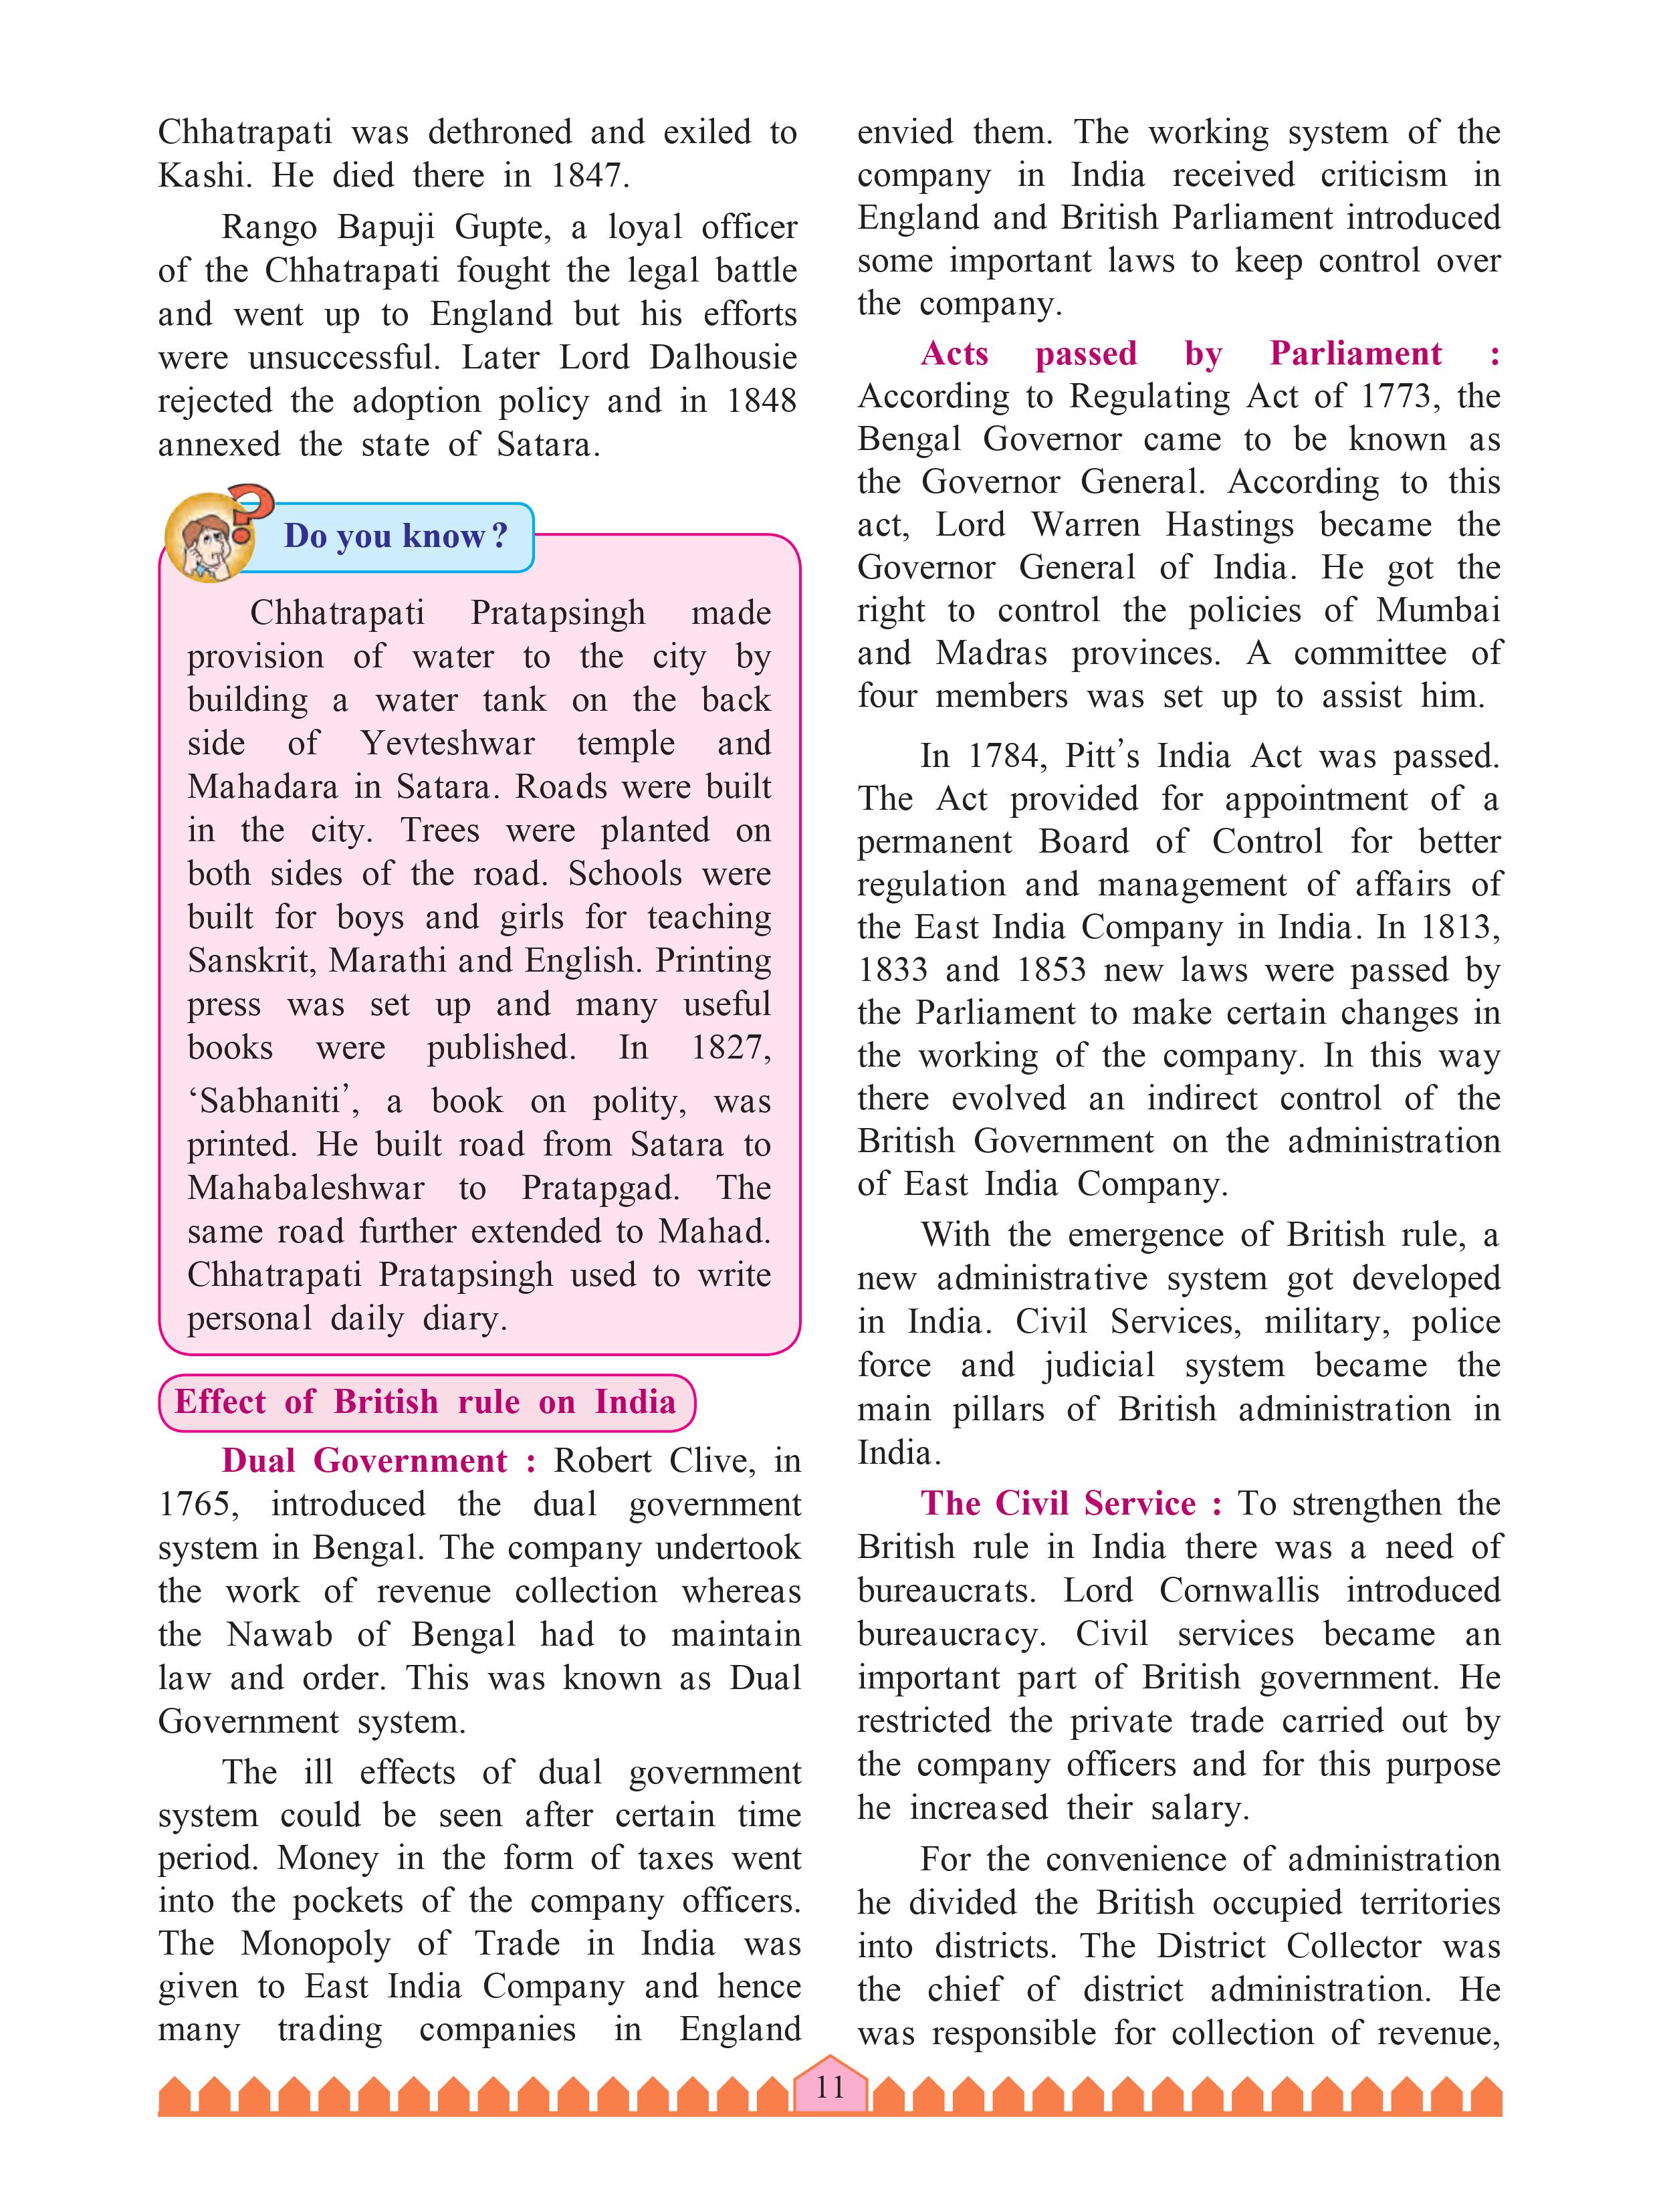 Chhatrapati was dethroned and exiled to
Kashi. He died there in 1847.
Rango Bapuji Gupte, a loyal officer
of the Chhatrapati fought the legal battle
and went up to England but his efforts
were unsuccessful. Later Lord Dalhousie
rejected the adoption policy and in 1848
annexed the state of Satara.
Do you know?
Chhatrapati Pratapsingh made
provision of water to the city by
building a water tank on the back
side of Yevteshwar temple and
Mahadara in Satara. Roads were built
in the city. Trees were planted on
both sides of the road. Schools were
built for boys and girls for teaching
Sanskrit, Marathi and English. Printing
press was set up and many useful
books were published. In 1827,
‘Sabhaniti’, a book on polity, was
printed. He built road from Satara to
Mahabaleshwar to Pratapgad. The
same road further extended to Mahad.
Chhatrapati Pratapsingh used to write
personal daily diary.
Effect of British rule on India
Dual Government : Robert Clive, in
1765, introduced the dual government
system in Bengal. The company undertook
the work of revenue collection whereas
the Nawab of Bengal had to maintain
law and order. This was known as Dual
Government system.
The ill effects of dual government
system could be seen after certain time
period. Money in the form of taxes went
into the pockets of the company officers.
The Monopoly of Trade in India was
given to East India Company and hence
many trading companies in England
envied them. The working system of the
company in India received criticism in
England and British Parliament introduced
some important laws to keep control over
the company.
Acts passed by Parliament :
According to Regulating Act of 1773, the
Bengal Governor came to be known as
the Governor General. According to this
act, Lord Warren Hastings became the
Governor General of India. He got the
right to control the policies of Mumbai
and Madras provinces. A committee of
four members was set up to assist him.
In 1784, Pitt’s India Act was passed.
The Act provided for appointment of a
permanent Board of Control for better
regulation and management of affairs of
the East India Company in India. In 1813,
1833 and 1853 new laws were passed by
the Parliament to make certain changes in
the working of the company. In this way
there evolved an indirect control of the
British Government on the administration
of East India Company.
With the emergence of British rule, a
new administrative system got developed
in India. Civil Services, military, police
force and judicial system became the
main pillars of British administration in
India.
The Civil Service : To strengthen the
British rule in India there was a need of
bureaucrats. Lord Cornwallis introduced
bureaucracy. Civil services became an
important part of British government. He
restricted the private trade carried out by
the company officers and for this purpose
he increased their salary.
For the convenience of administration
he divided the British occupied territories
into districts. The District Collector was
the chief of district administration. He
was responsible for collection of revenue,
11